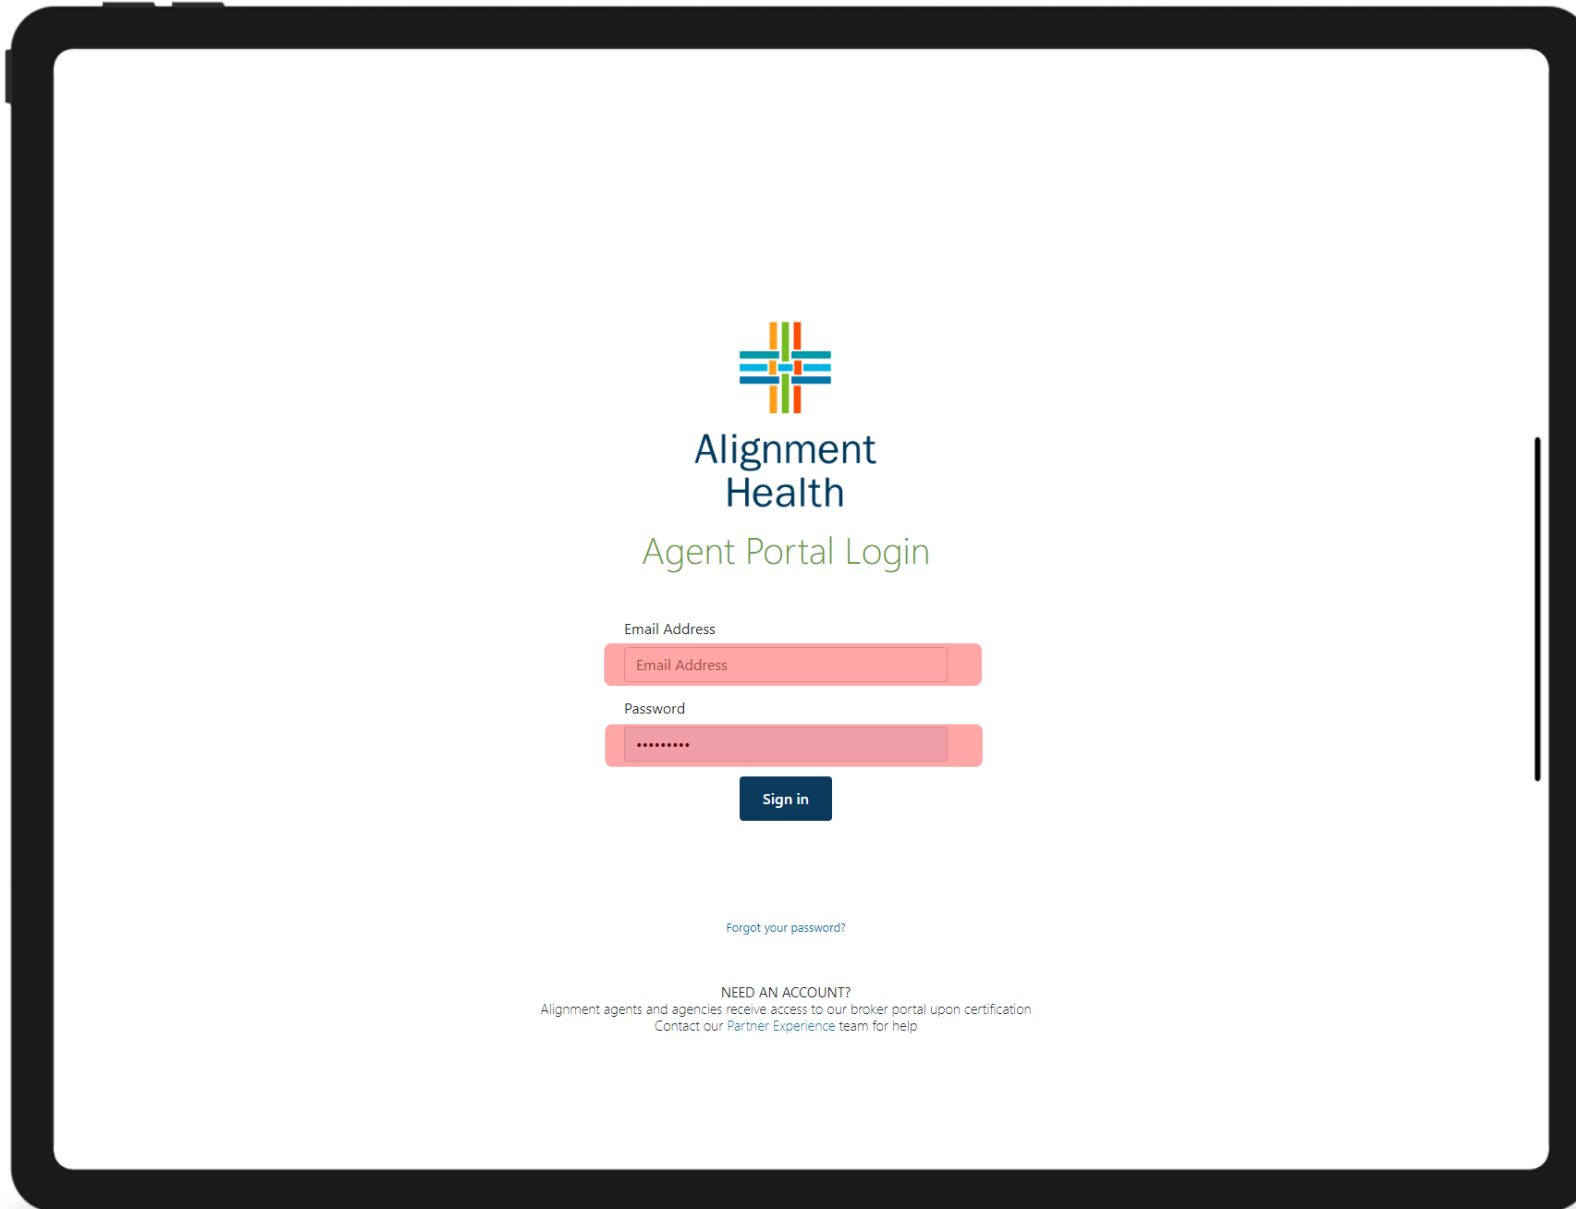 Alignment
Health
Agent Portal Login
Email Address
Email Address
Password
•••••••••
Sign in
Forgot your password?
NEED AN ACCOUNT?
Alignment agents and agencies receive access to our broker portal upon certification
Contact our Partner Experience team for help